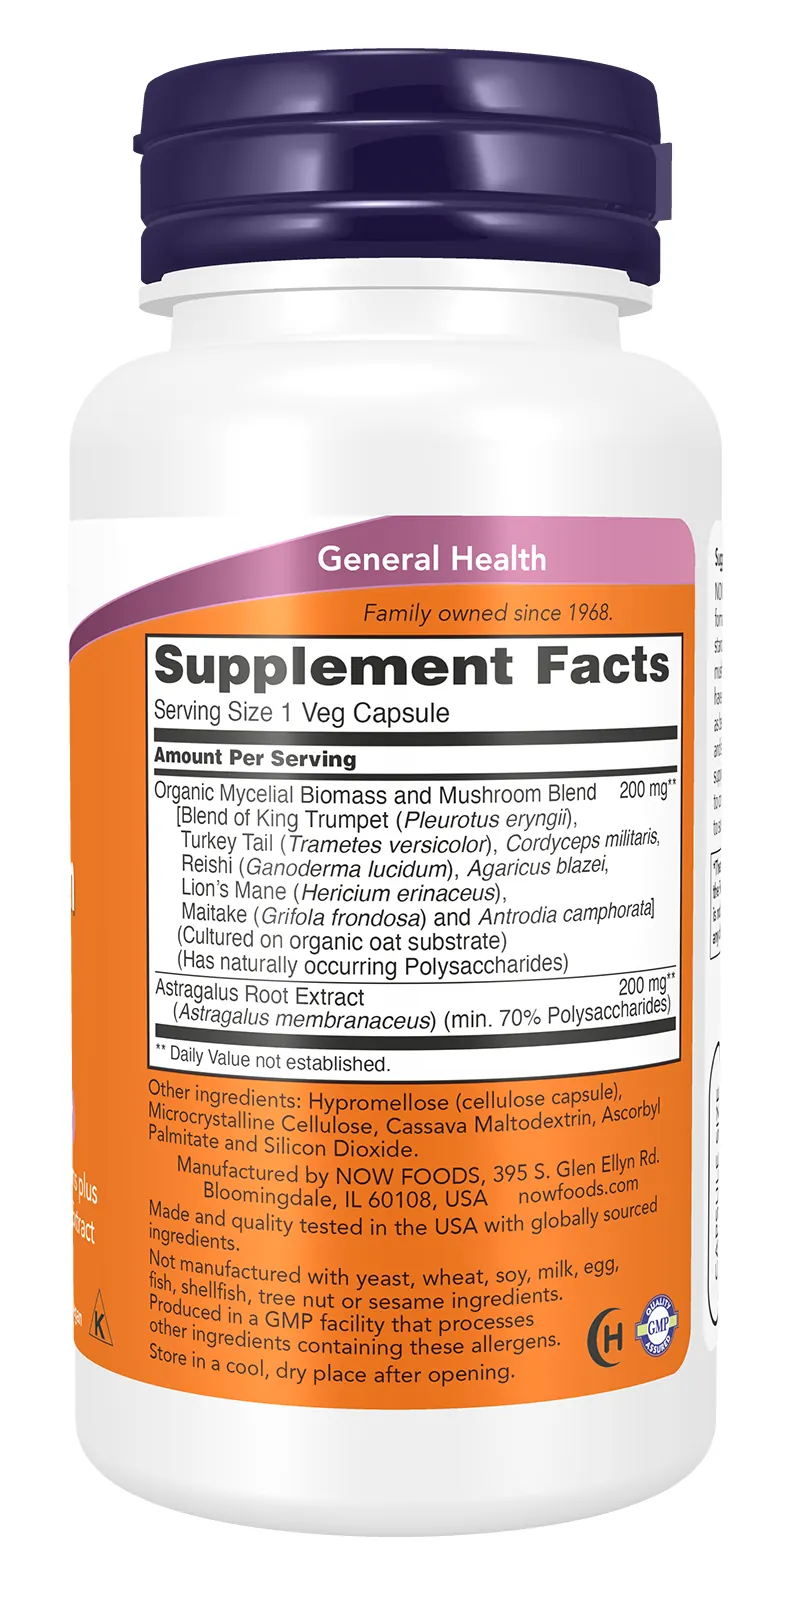 General Health
Family owned since 1968.
Supplement Facts
Serving Size 1 Veg Capsule
Amount Per Serving
Organic Mycelial Biomass and Mushroom Blend 200 mg**
[Blend of King Trumpet (Pleurotus eryngii),
Turkey Tail (Trametes versicolor), Cordyceps militaris,
Reishi (Ganoderma lucidum), Agaricus blazei,
Lion's Mane (Hericium erinaceus),
Maitake (Grifola frondosa) and Antrodia camphorata]
(Cultured on organic oat substrate)
(Has naturally occurring Polysaccharides)
Astragalus Root Extract 200 mg**
(Astragalus membranaceus) (min. 70% Polysaccharides)
** Daily Value not established.
Other ingredients: Hypromellose (cellulose capsule),
Microcrystalline Cellulose, Cassava Maltodextrin, Ascorbyl
Palmitate and Silicon Dioxide.
Manufactured by NOW FOODS, 395 S. Glen Ellyn Rd.
Bloomingdale, IL 60108, USA nowfoods.com
Made and quality tested in the USA with globally sourced
ingredients.
Not manufactured with yeast, wheat, soy, milk, egg,
fish, shellfish, tree nut or sesame ingredients.
Produced in a GMP facility that processes
other ingredients containing these allergens.
Store in a cool, dry place after opening.
H
QUALITY
GMP
ASSURED
plus
K
CAPSULE SIZE